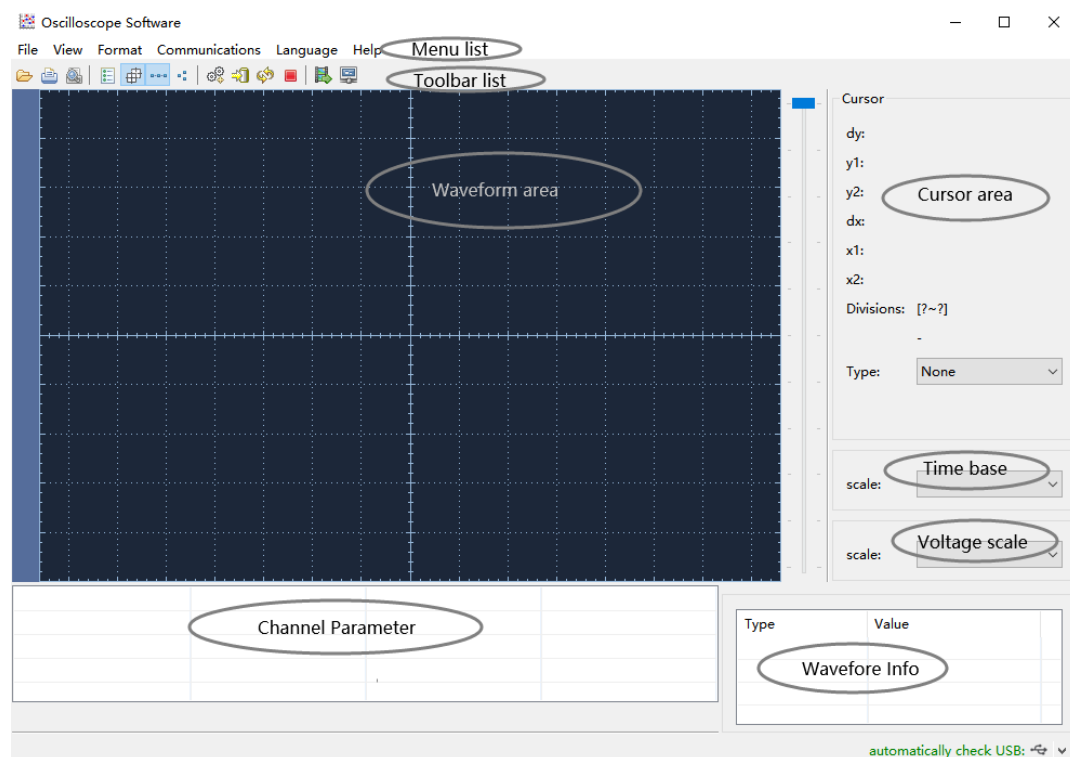 Oscilloscope Software
File View Format Communications Language Help Menu list
Toolbar list
Waveform area
Cursor
dy:
y1:
y2:
Cursor area
dx:
x1:
x2:
Divisions: [?~?]
-
Type: None
Time base
scale:
Voltage scale
scale:
Channel Parameter
Type Value
Wavefore Info
automatically check USB: